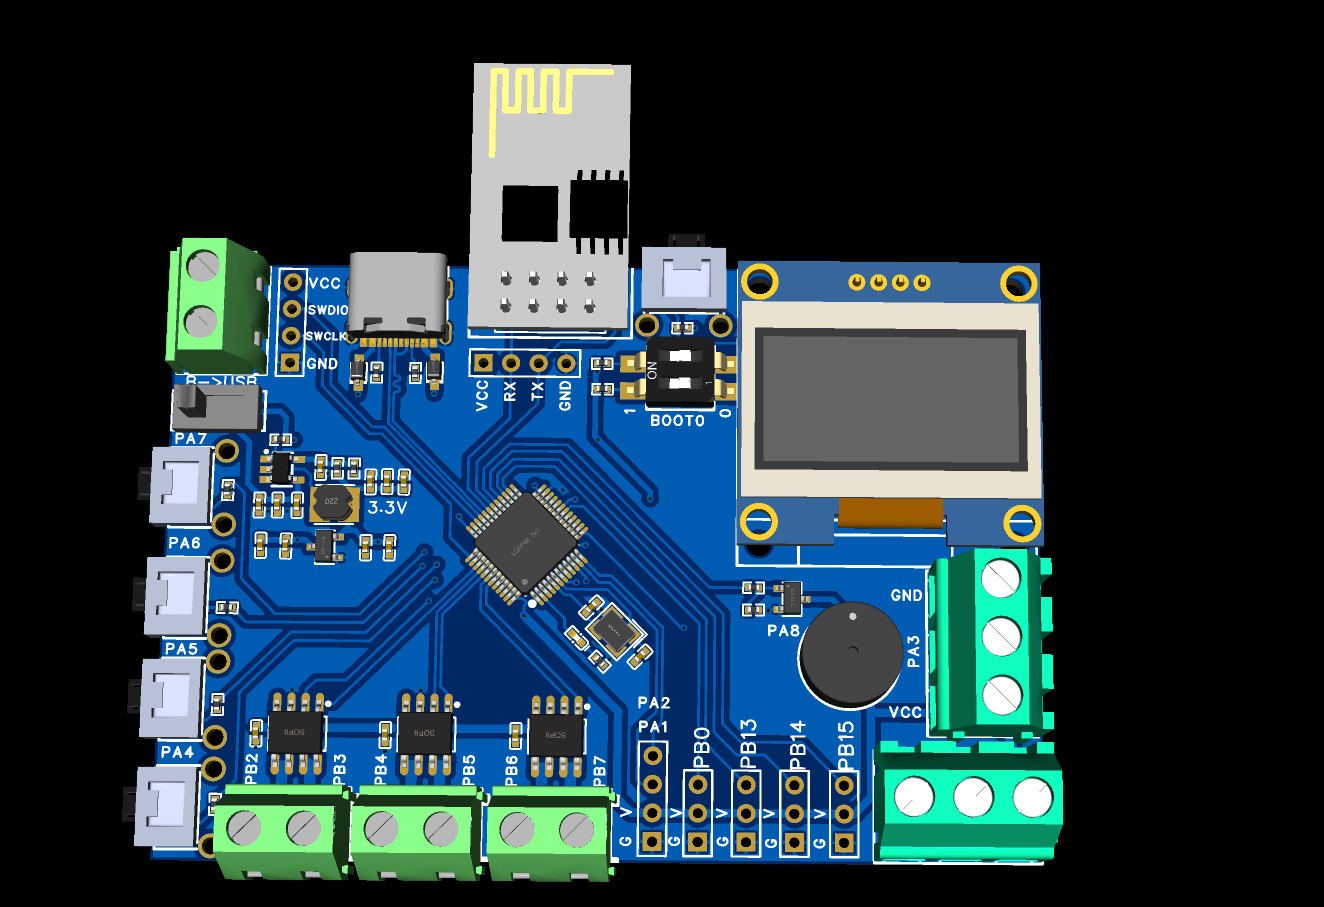 VCC
SWDIO
SWCLK
GND
B->USB
VCC
RX
TX
GND
ON
1
1
0
BOOT0
PA7
220
3.3V
PA6
GND
PA8
PA5
PA3
PA2
VCC
PA1
PA4
SOP8
SOP8
SOP8
PB2
PB3
PB4
PB5
PB6
PB7
PB0
PB13
PB14
PB15
V
V
V
V
G
G
G
G